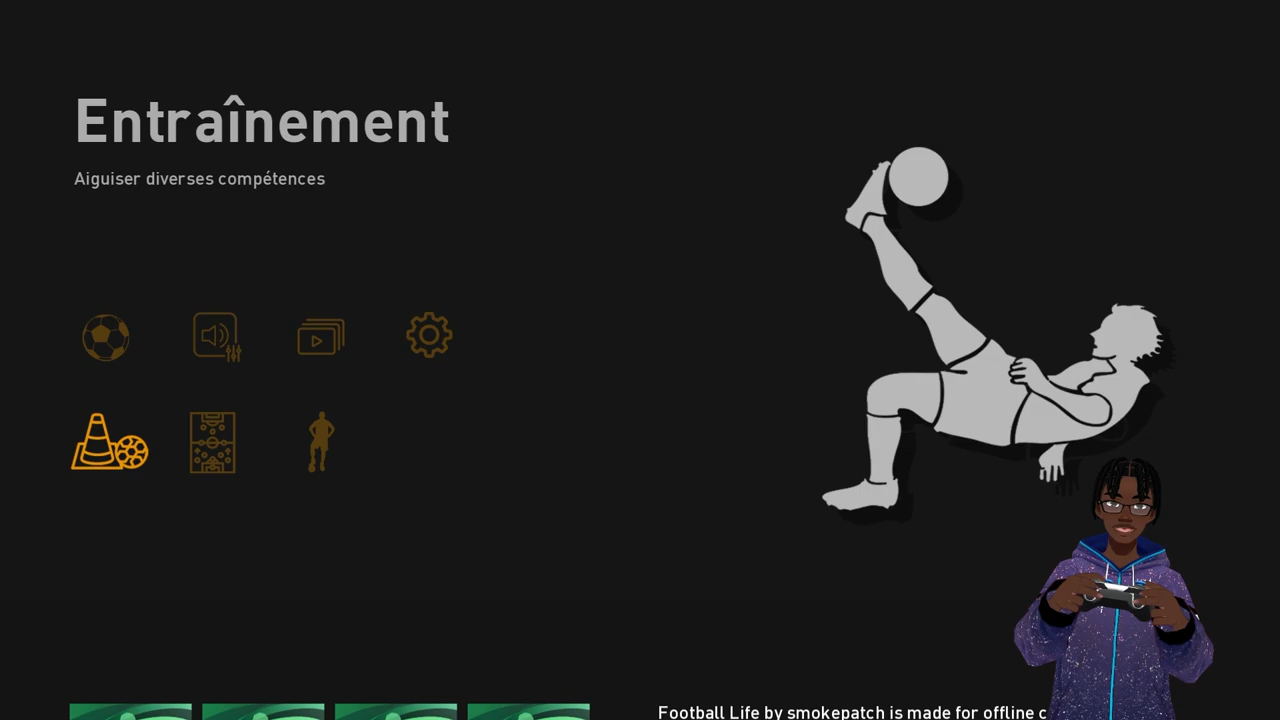 Entraînement
Aiguiser diverses compétences
Football Life by smokepatch is made for offline c